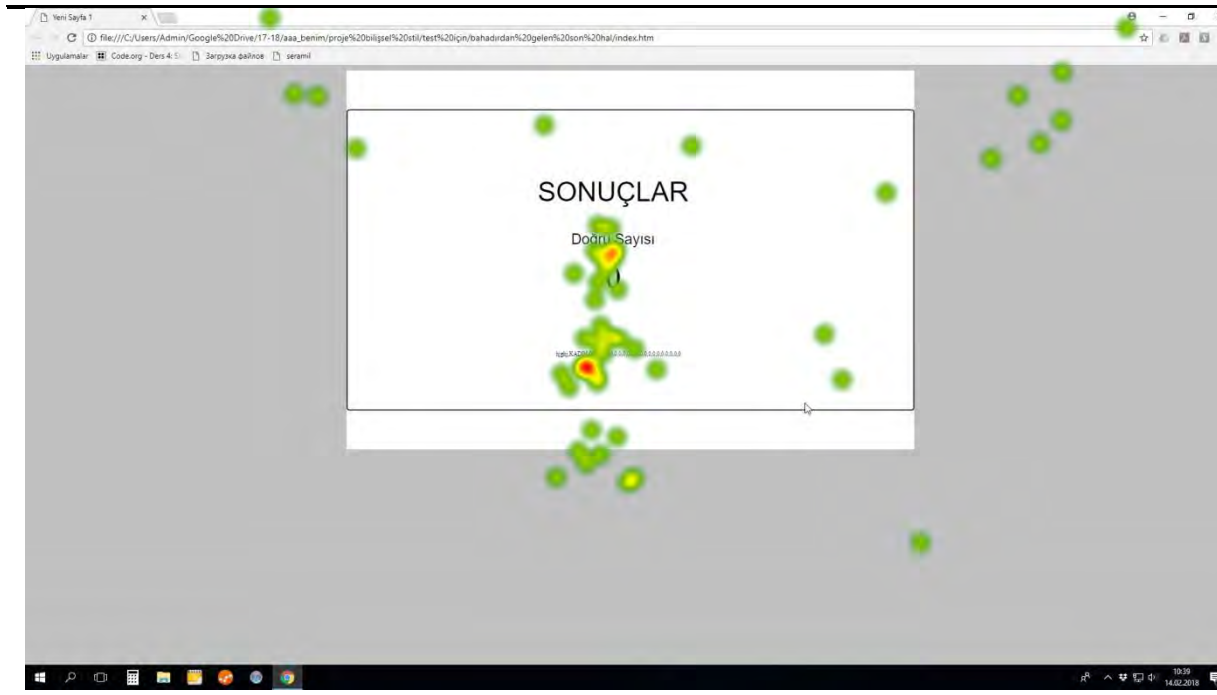 Yeni Sayfa 1
file:///C:/Users/Admin/Google%20Drive/17-18/aaa_benim/proje%20bilişsel%20stil/test%20için/bahadırdan%20gelen%20son%20hal/index.htm
Uygulamalar Code.org - Ders 4: S Загрузка файлов seramil
SONUÇLAR
Doğru Sayısı
0
10:39
14.02.2018